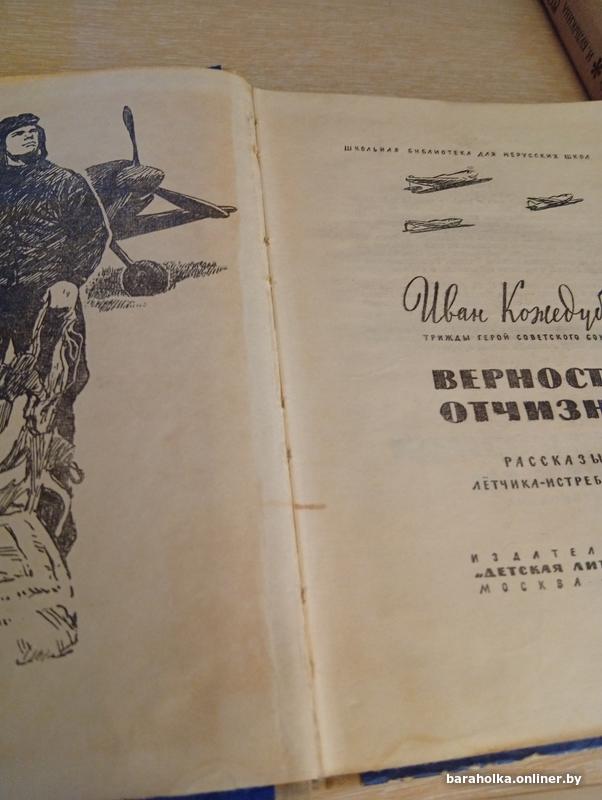 ШКОЛЬНАЯ БИБЛИОТЕКА ДЛЯ НЕРУССКИХ ШКОЛ
Иван Кожедуб
ТРИЖДЫ ГЕРОЙ СОВЕТСКОГО СОЮ
ВЕРНОСТ
ОТЧИЗН
РАССКАЗЫ
ЛЁТЧИКА-ИСТРЕБ
ИЗДАТЕЛ
„ДЕТСКАЯ ЛИТ
МОСКВА
baraholka.onliner.by